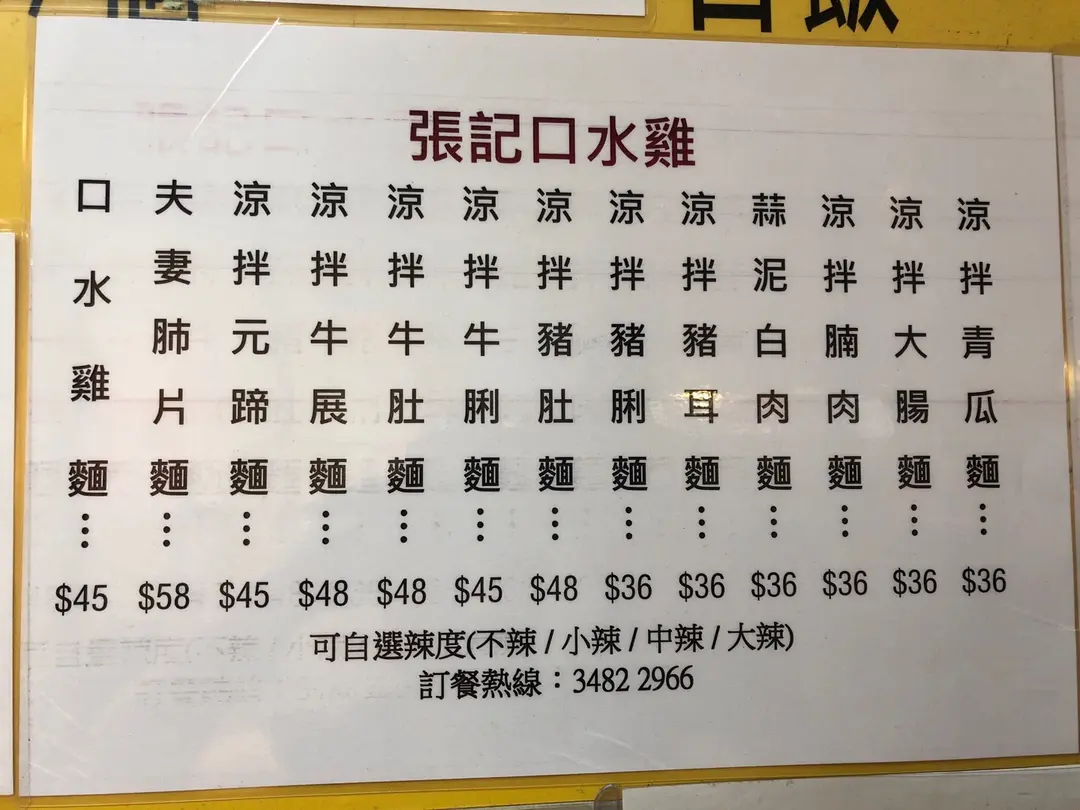 白飯
張記口水雞
口水雞麵⋮$45
夫妻肺片麵⋮$58
涼拌元蹄麵⋮$45
涼拌牛展麵⋮$48
涼拌牛肚麵⋮$48
涼拌牛脷麵⋮$45
涼拌豬肚麵⋮$48
涼拌豬脷麵⋮$36
涼拌豬耳麵⋮$36
蒜泥白肉麵⋮$36
涼拌腩肉麵⋮$36
涼拌大腸麵⋮$36
涼拌青瓜麵⋮$36
可自選辣度(不辣 / 小辣 / 中辣 / 大辣)
訂餐熱線：3482 2966